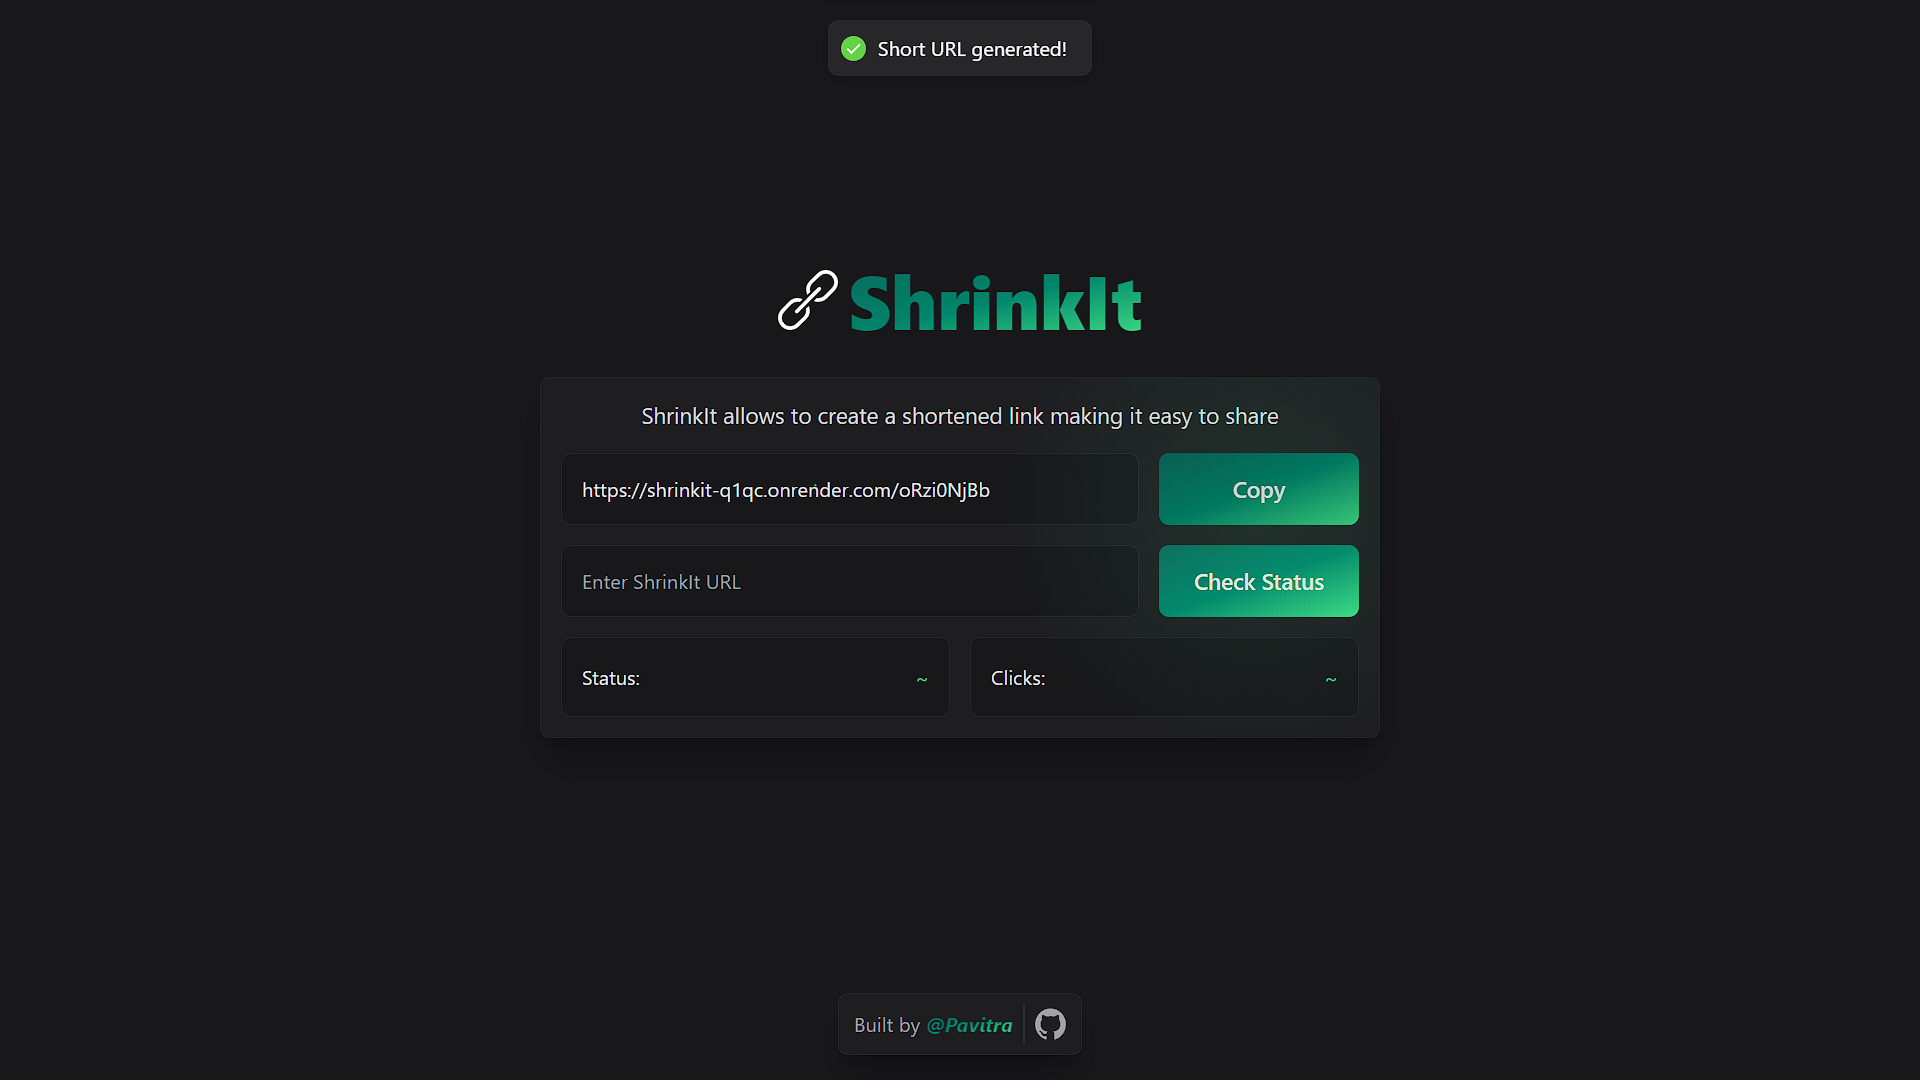 Short URL generated!
ShrinkIt
ShrinkIt allows to create a shortened link making it easy to share
https://shrinkit-q1qc.onrender.com/oRzi0NjBb
Copy
Enter ShrinkIt URL
Check Status
Status: ~
Clicks: ~
Built by @Pavitra